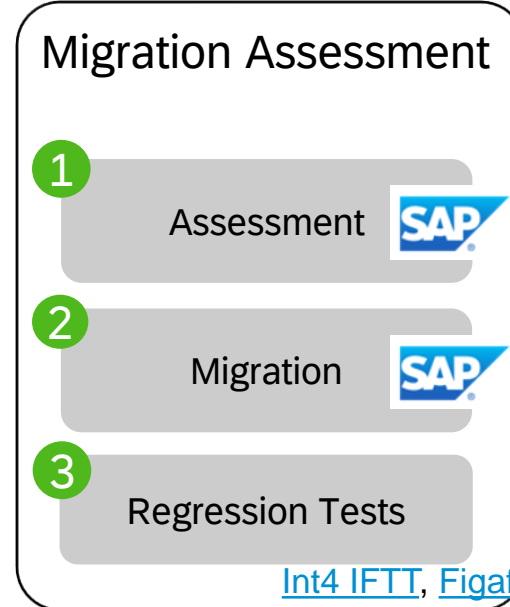 Migration Assessment
1
Assessment
SAP
2
Migration
SAP
3
Regression Tests
Int4 IFTT,